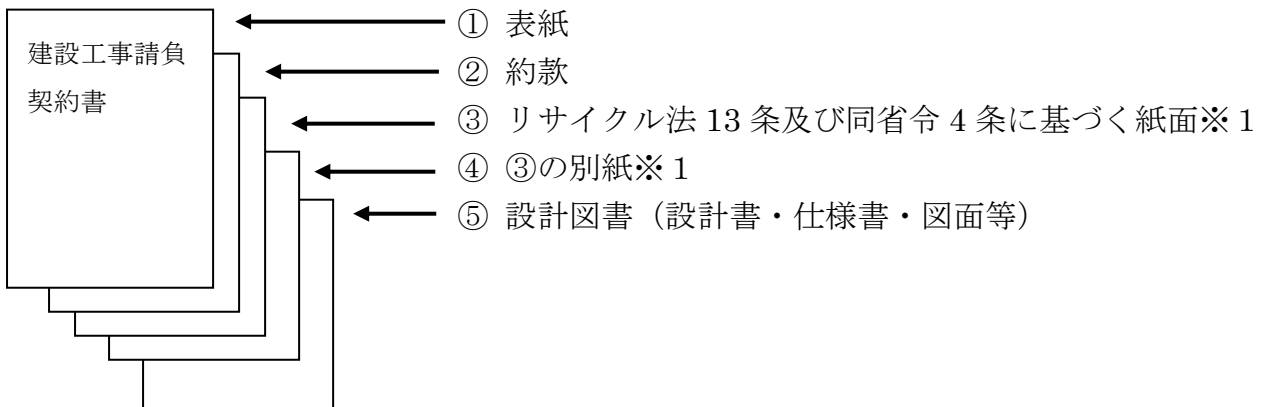 建設工事請負
契約書
① 表紙
② 約款
③ リサイクル法 13 条及び同省令 4 条に基づく紙面※1
④ ③の別紙※1
⑤ 設計図書（設計書・仕様書・図面等）